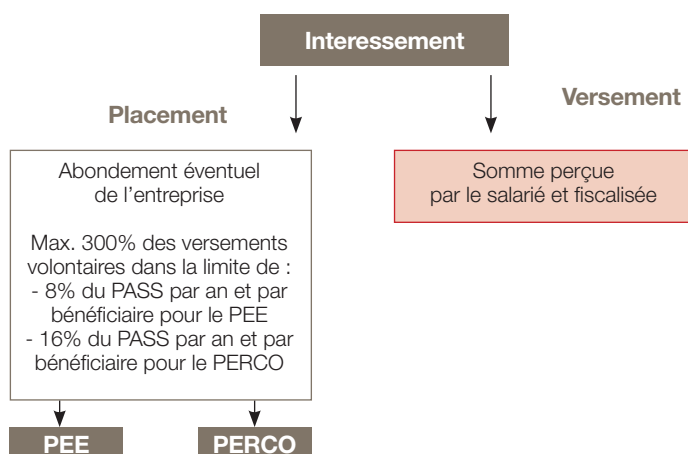 Interessement
Placement
Versement
Abondement éventuel
de l'entreprise
Max. 300% des versements
volontaires dans la limite de :
- 8% du PASS par an et par
bénéficiaire pour le PEE
- 16% du PASS par an et par
bénéficiaire pour le PERCO
Somme perçue
par le salarié et fiscalisée
PEE
PERCO